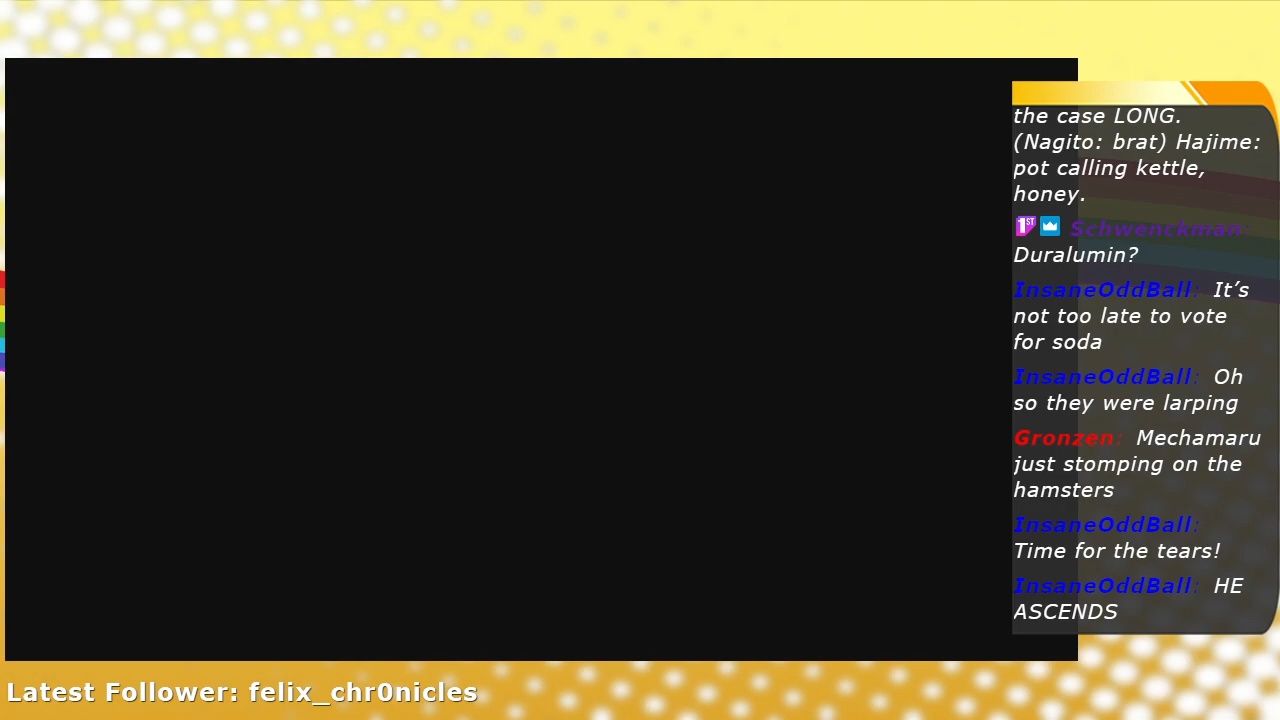 the case LONG.
(Nagito: brat) Hajime:
pot calling kettle,
honey.
1ST Schwenckman:
Duralumin?
InsaneOddBall: It’s
not too late to vote
for soda
InsaneOddBall: Oh
so they were larping
Gronzen: Mechamaru
just stomping on the
hamsters
InsaneOddBall:
Time for the tears!
InsaneOddBall: HE
ASCENDS
Latest Follower: felix_chr0nicles